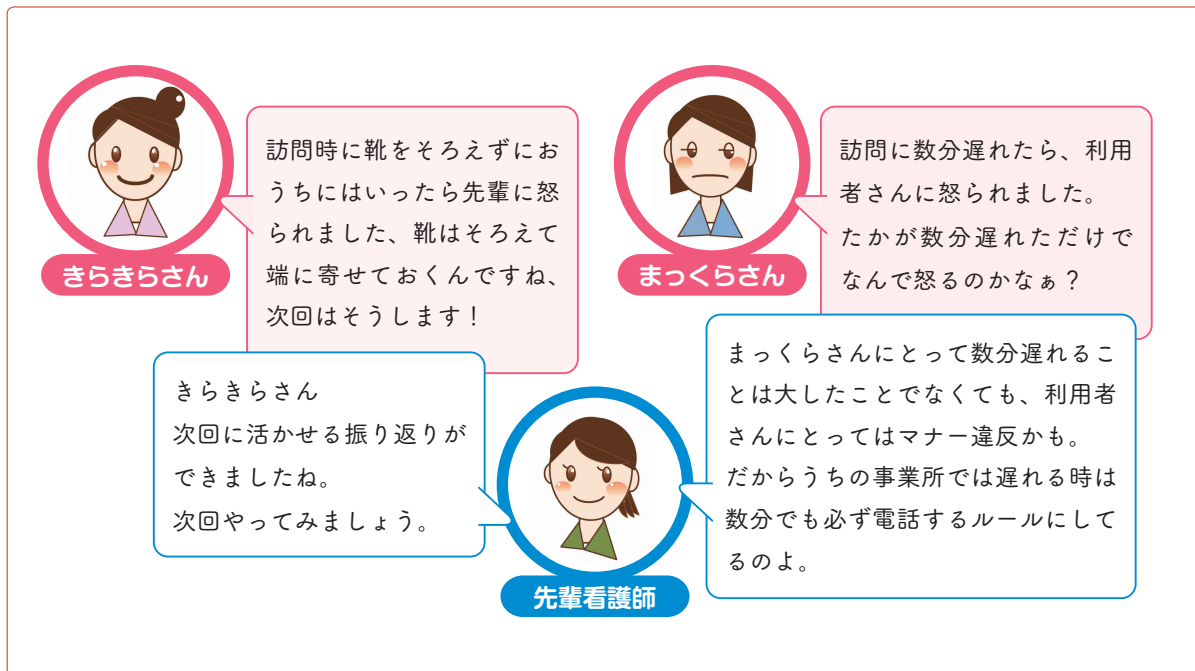 訪問時に靴をそろえずにお
うちにはいったら先輩に怒
られました、靴はそろえて
端に寄せておくんですね、
次回はそうします！
きらきらさん
訪問に数分遅れたら、利用
者さんに怒られました。
たかが数分遅れただけで
なんで怒るのかなぁ？
まっくらさん
きらきらさん
次回に活かせる振り返りが
できましたね。
次回やってみましょう。
まっくらさんにとって数分遅れるこ
とは大したことでなくても、利用者
さんにとってはマナー違反かも。
だからうちの事業所では遅れる時は
数分でも必ず電話するルールにして
るのよ。
先輩看護師